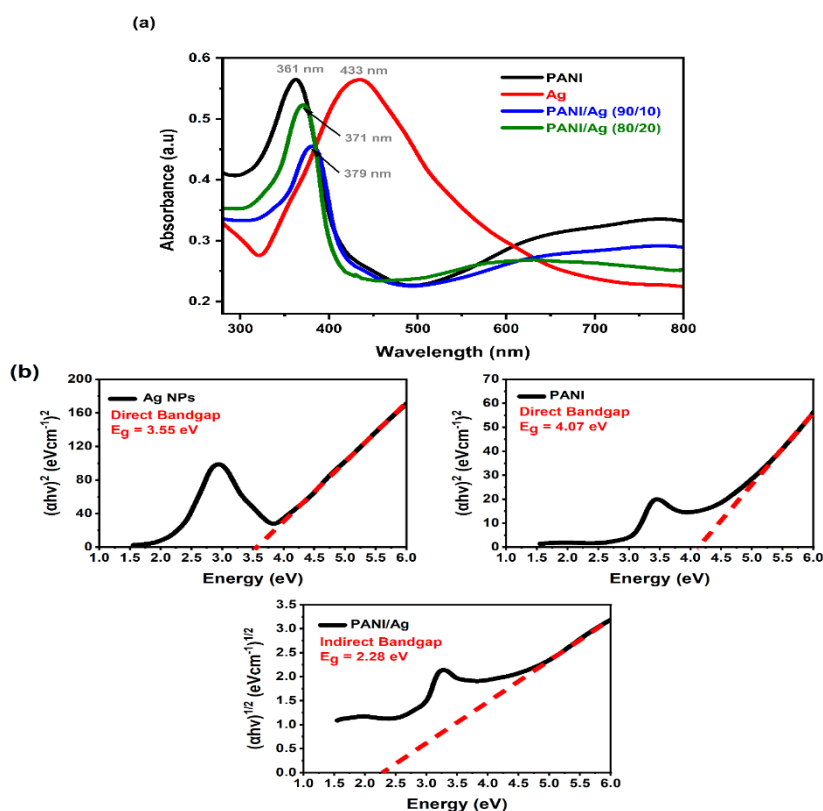 (a)
0.6
0.5
0.4
0.3
0.2
Absorbance (a.u)
361 nm
433 nm
371 nm
379 nm
PANI
Ag
PANI/Ag (90/10)
PANI/Ag (80/20)
300 400 500 600 700 800
Wavelength (nm)
(b)
200
160
120
80
40
0
(αhν)² (eVcm⁻¹)²
Ag NPs
Direct Bandgap
Eg = 3.55 eV
1.0 1.5 2.0 2.5 3.0 3.5 4.0 4.5 5.0 5.5 6.0
Energy (eV)
70
60
50
40
30
20
10
0
(αhν)² (eVcm⁻¹)²
PANI
Direct Bandgap
Eg = 4.07 eV
1.0 1.5 2.0 2.5 3.0 3.5 4.0 4.5 5.0 5.5 6.0
Energy (eV)
3.5
3.0
2.5
2.0
1.5
1.0
0.5
0.0
(αhν)¹ᐟ² (eVcm⁻¹)¹ᐟ²
PANI/Ag
Indirect Bandgap
Eg = 2.28 eV
1.0 1.5 2.0 2.5 3.0 3.5 4.0 4.5 5.0 5.5 6.0
Energy (eV)